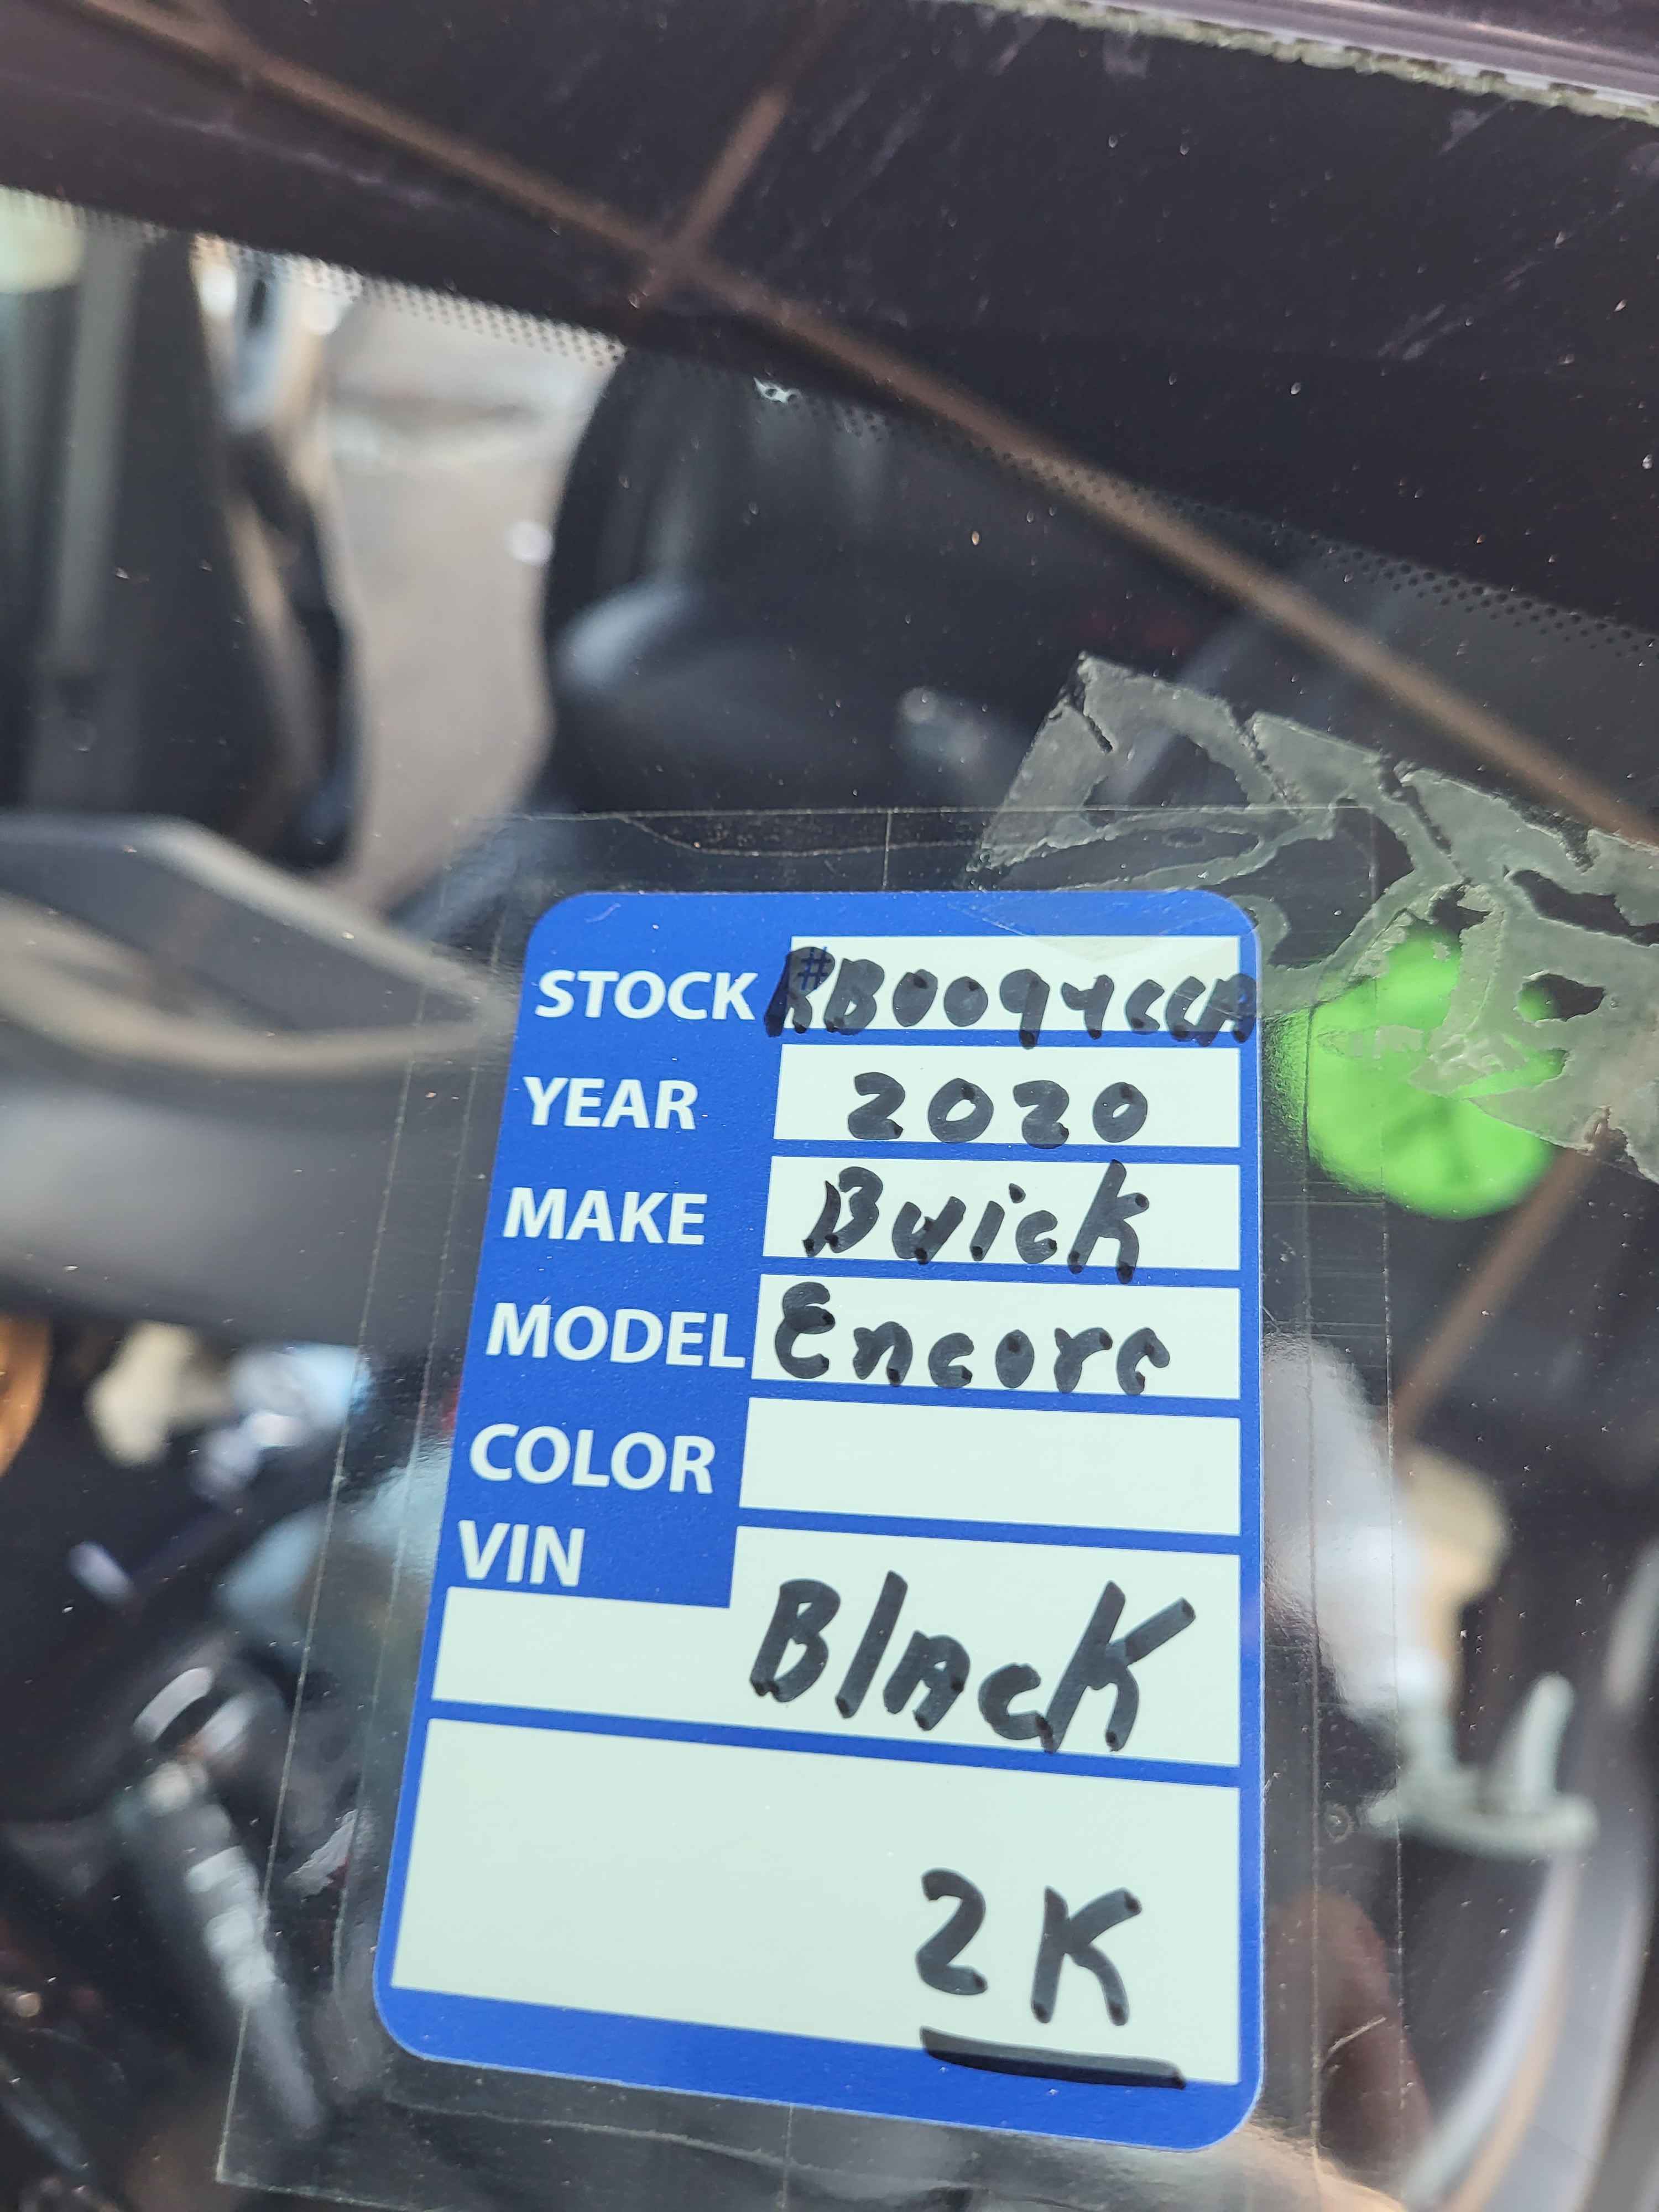 STOCK # RB0094CCA
YEAR 2020
MAKE Buick
MODEL Encore
COLOR
VIN
Black
2K